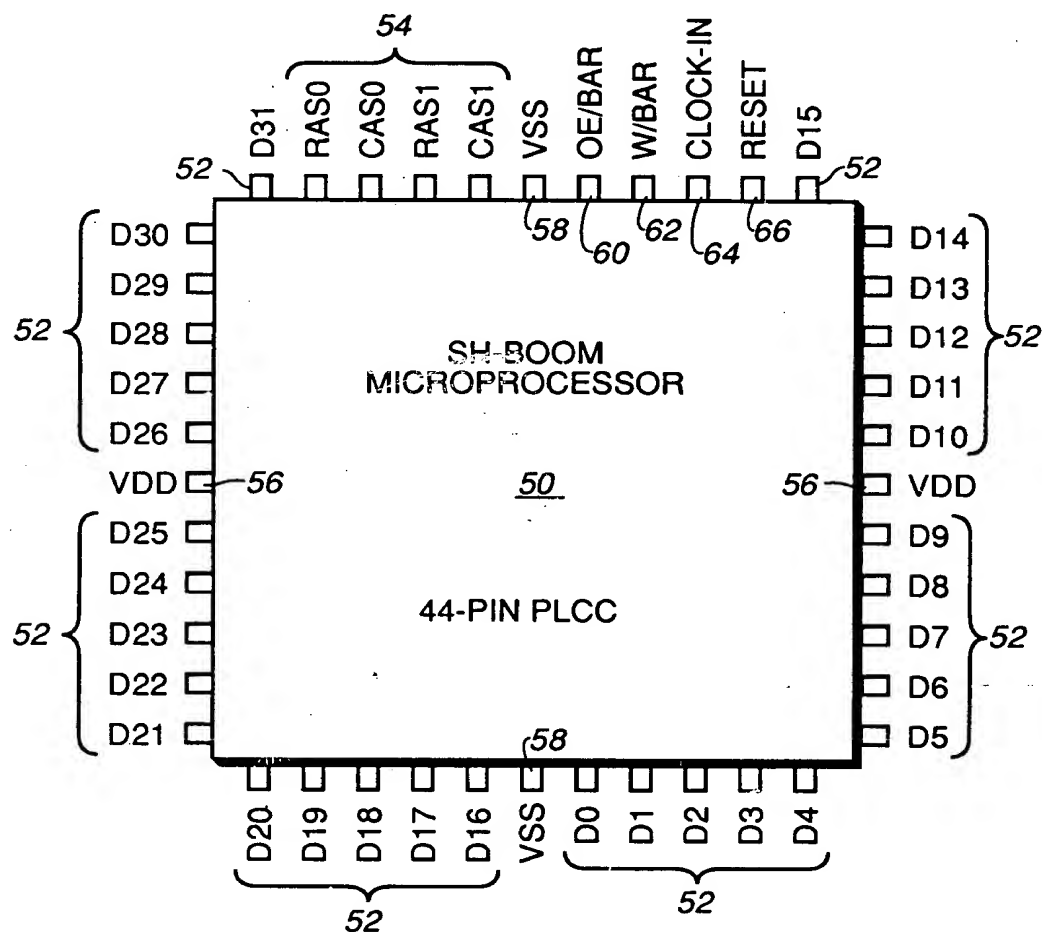 54
D31
RAS0
CAS0
RAS1
CAS1
VSS
OE/BAR
W/BAR
CLOCK-IN
RESET
D15
52
52
58
60
62
64
66
D30
D29
D28
D27
D26
52
VDD
56
D25
D24
D23
D22
D21
52
SH-BOOM
MICROPROCESSOR
50
44-PIN PLCC
D14
D13
D12
D11
D10
52
56
VDD
D9
D8
D7
D6
D5
52
58
D20
D19
D18
D17
D16
VSS
D0
D1
D2
D3
D4
52
52